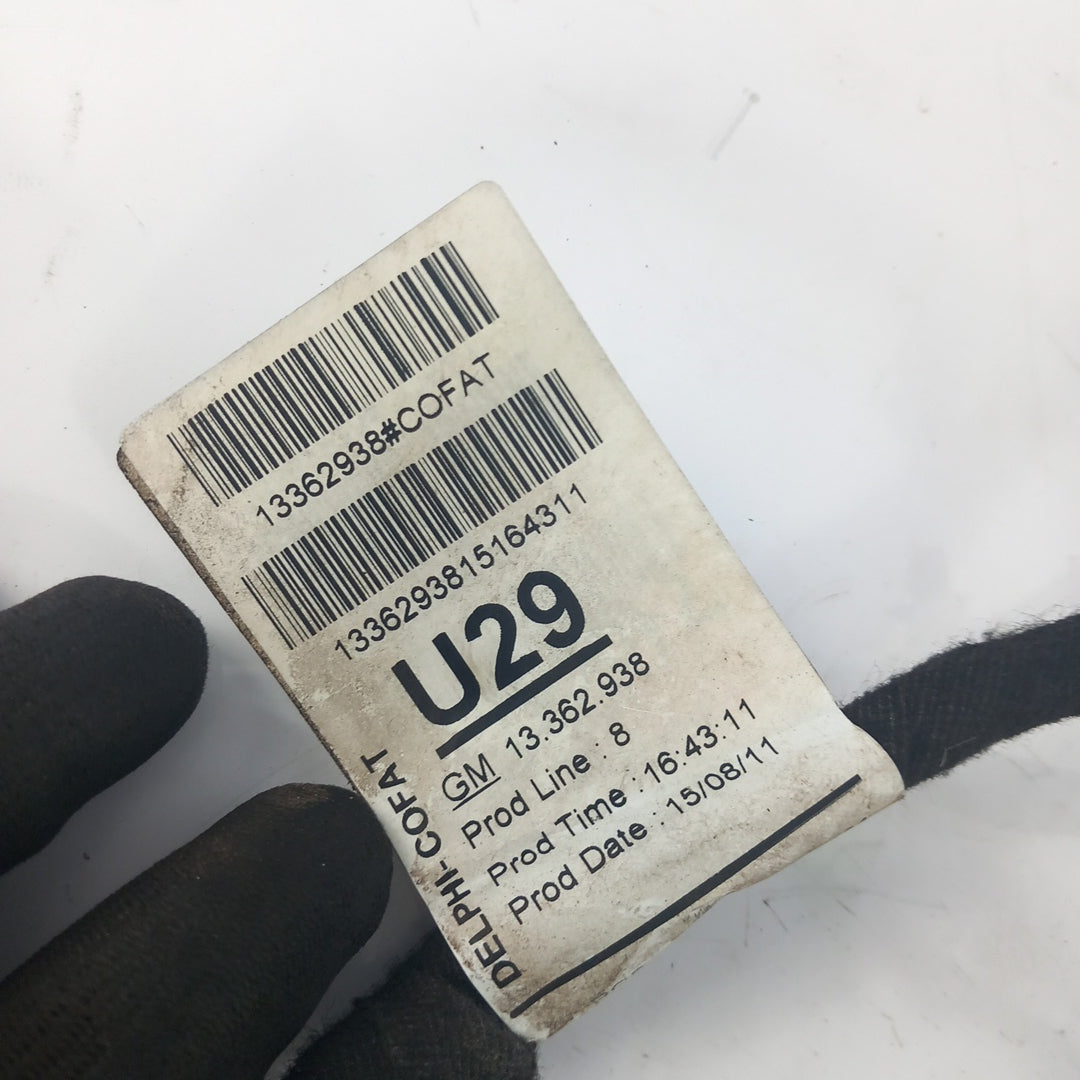 13362938#COFAT
1336293815164311
U29
GM 13.362.938
Prod Line : 8
Prod Time : 16:43:11
Prod Date : 15/08/11
DELPHI-COFAT